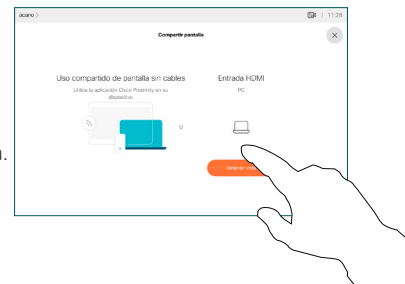 acano >
11:28
Compartir pantalla
Uso compartido de pantalla sin cables
Utilice la aplicación Cisco Proximity en su
dispositivo
o
Entrada HDMI
PC
Detener